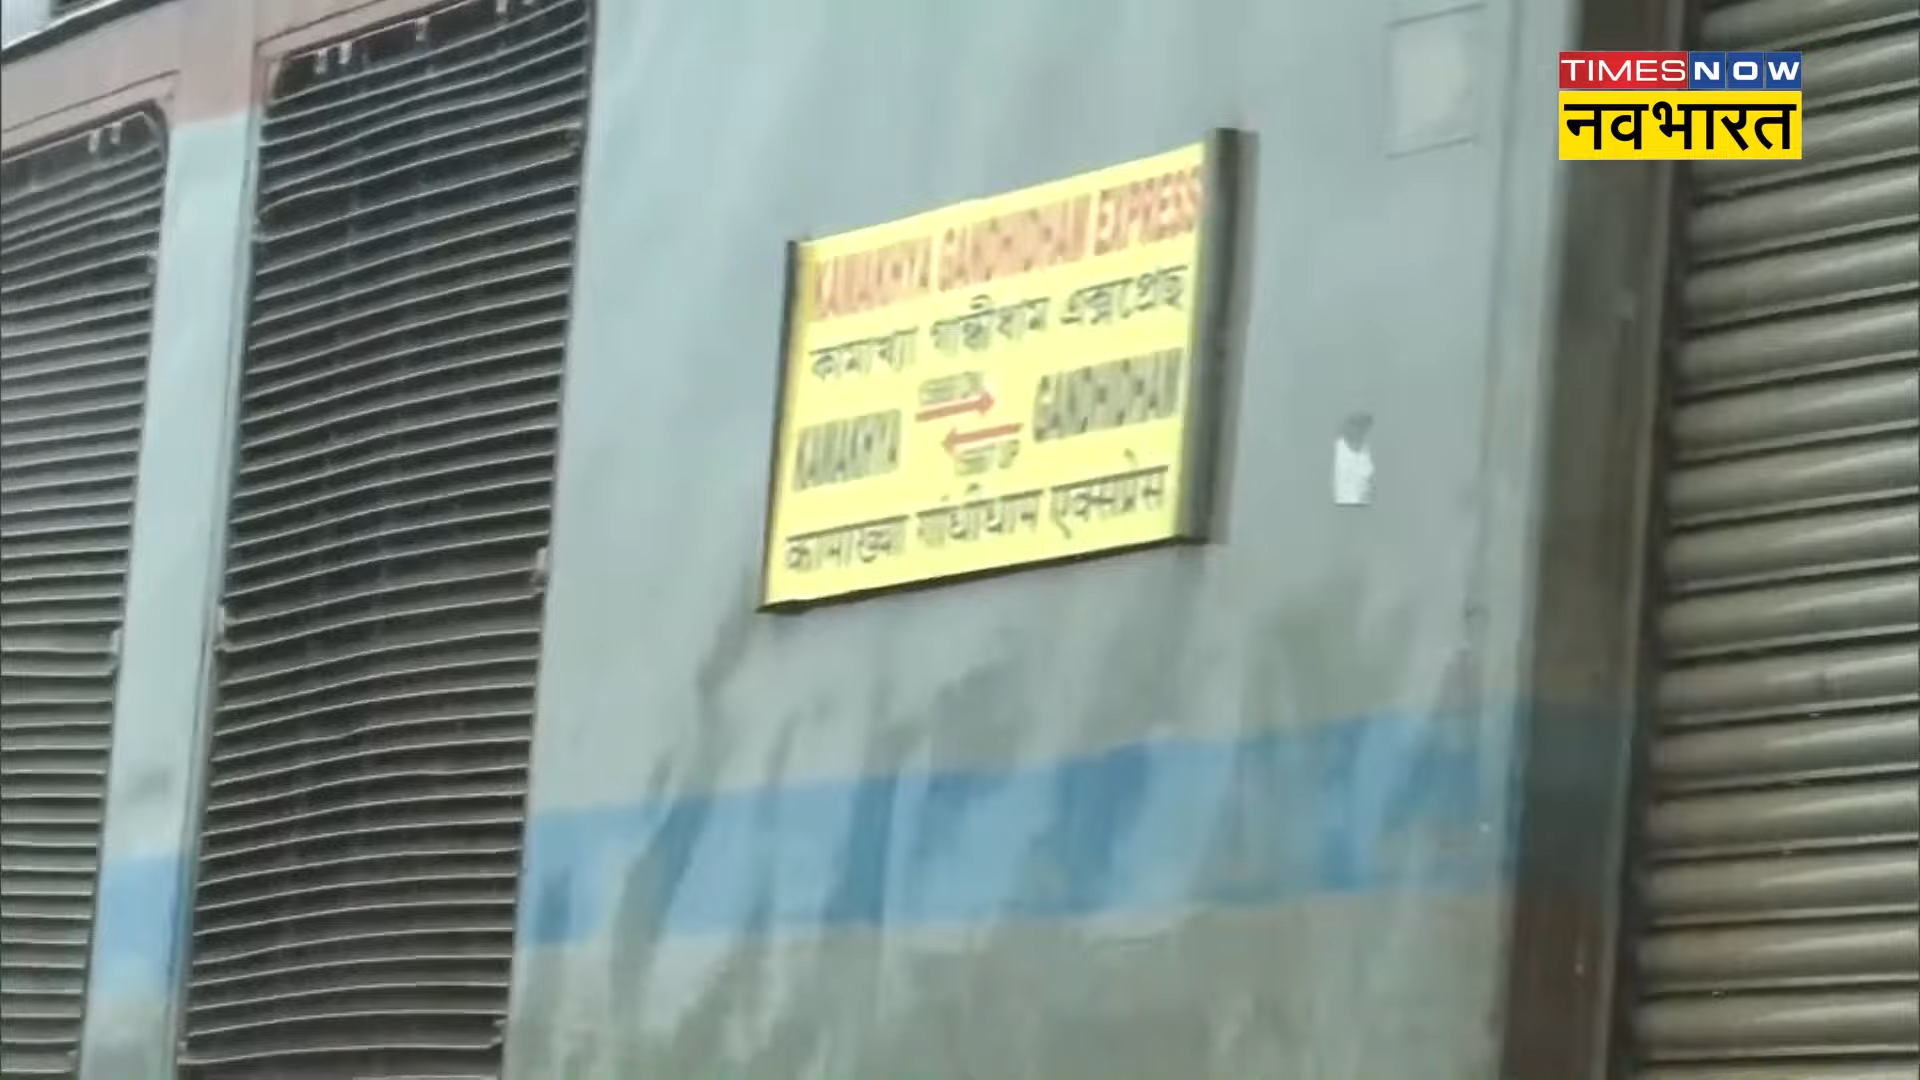 TIMES NOW
नवभारत
KAMAKHYA GANDHIDHAM EXPRESS
কামাখ্যা গান্ধীধাম এক্সপ্ৰেছ
KAMAKHYA GANDHIDHAM
कामाख्या गांधीधाम एक्सप्रेस